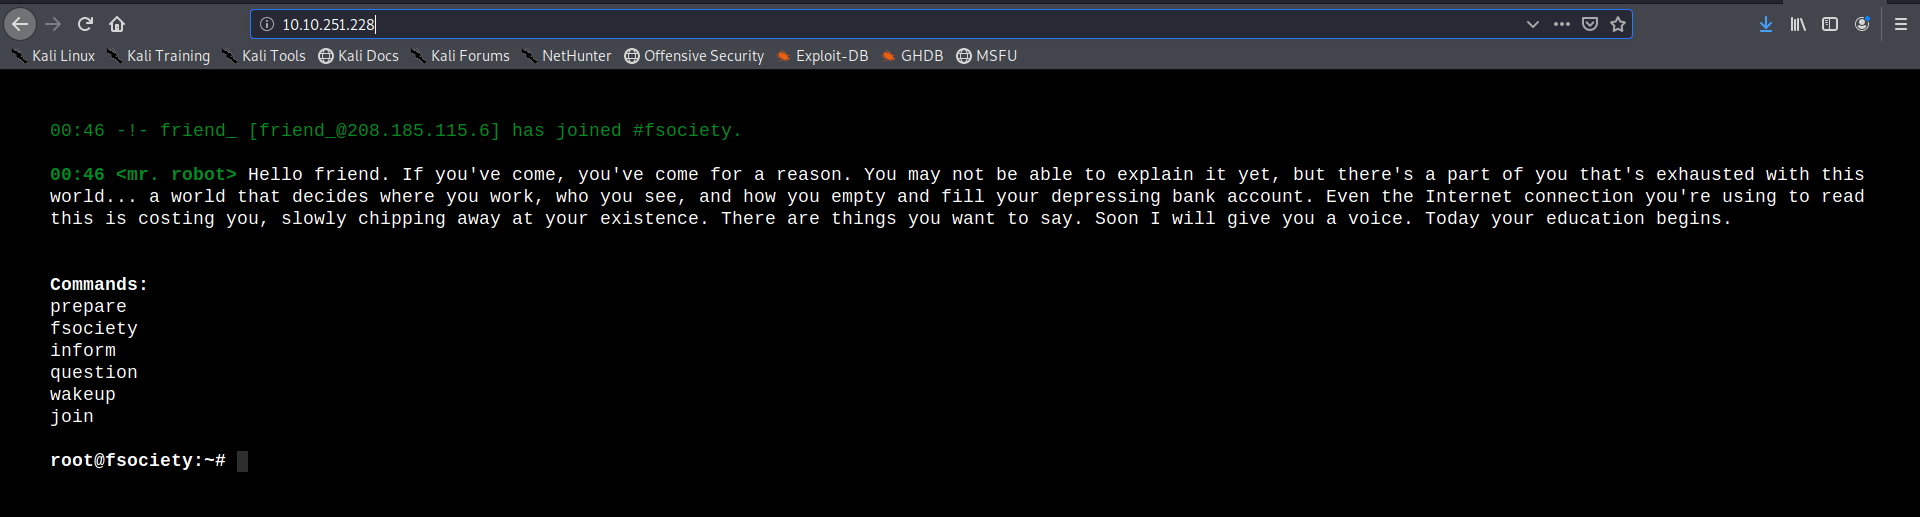 10.10.251.228
Kali Linux Kali Training Kali Tools Kali Docs Kali Forums NetHunter Offensive Security Exploit-DB GHDB MSFU
00:46 -!- friend_ [friend_@208.185.115.6] has joined #fsociety.
00:46 <mr. robot> Hello friend. If you've come, you've come for a reason. You may not be able to explain it yet, but there's a part of you that's exhausted with this
world... a world that decides where you work, who you see, and how you empty and fill your depressing bank account. Even the Internet connection you're using to read
this is costing you, slowly chipping away at your existence. There are things you want to say. Soon I will give you a voice. Today your education begins.
Commands:
prepare
fsociety
inform
question
wakeup
join
root@fsociety:~#